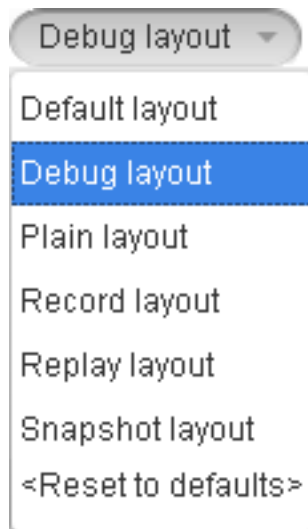 Debug layout
Default layout
Debug layout
Plain layout
Record layout
Replay layout
Snapshot layout
<Reset to defaults>